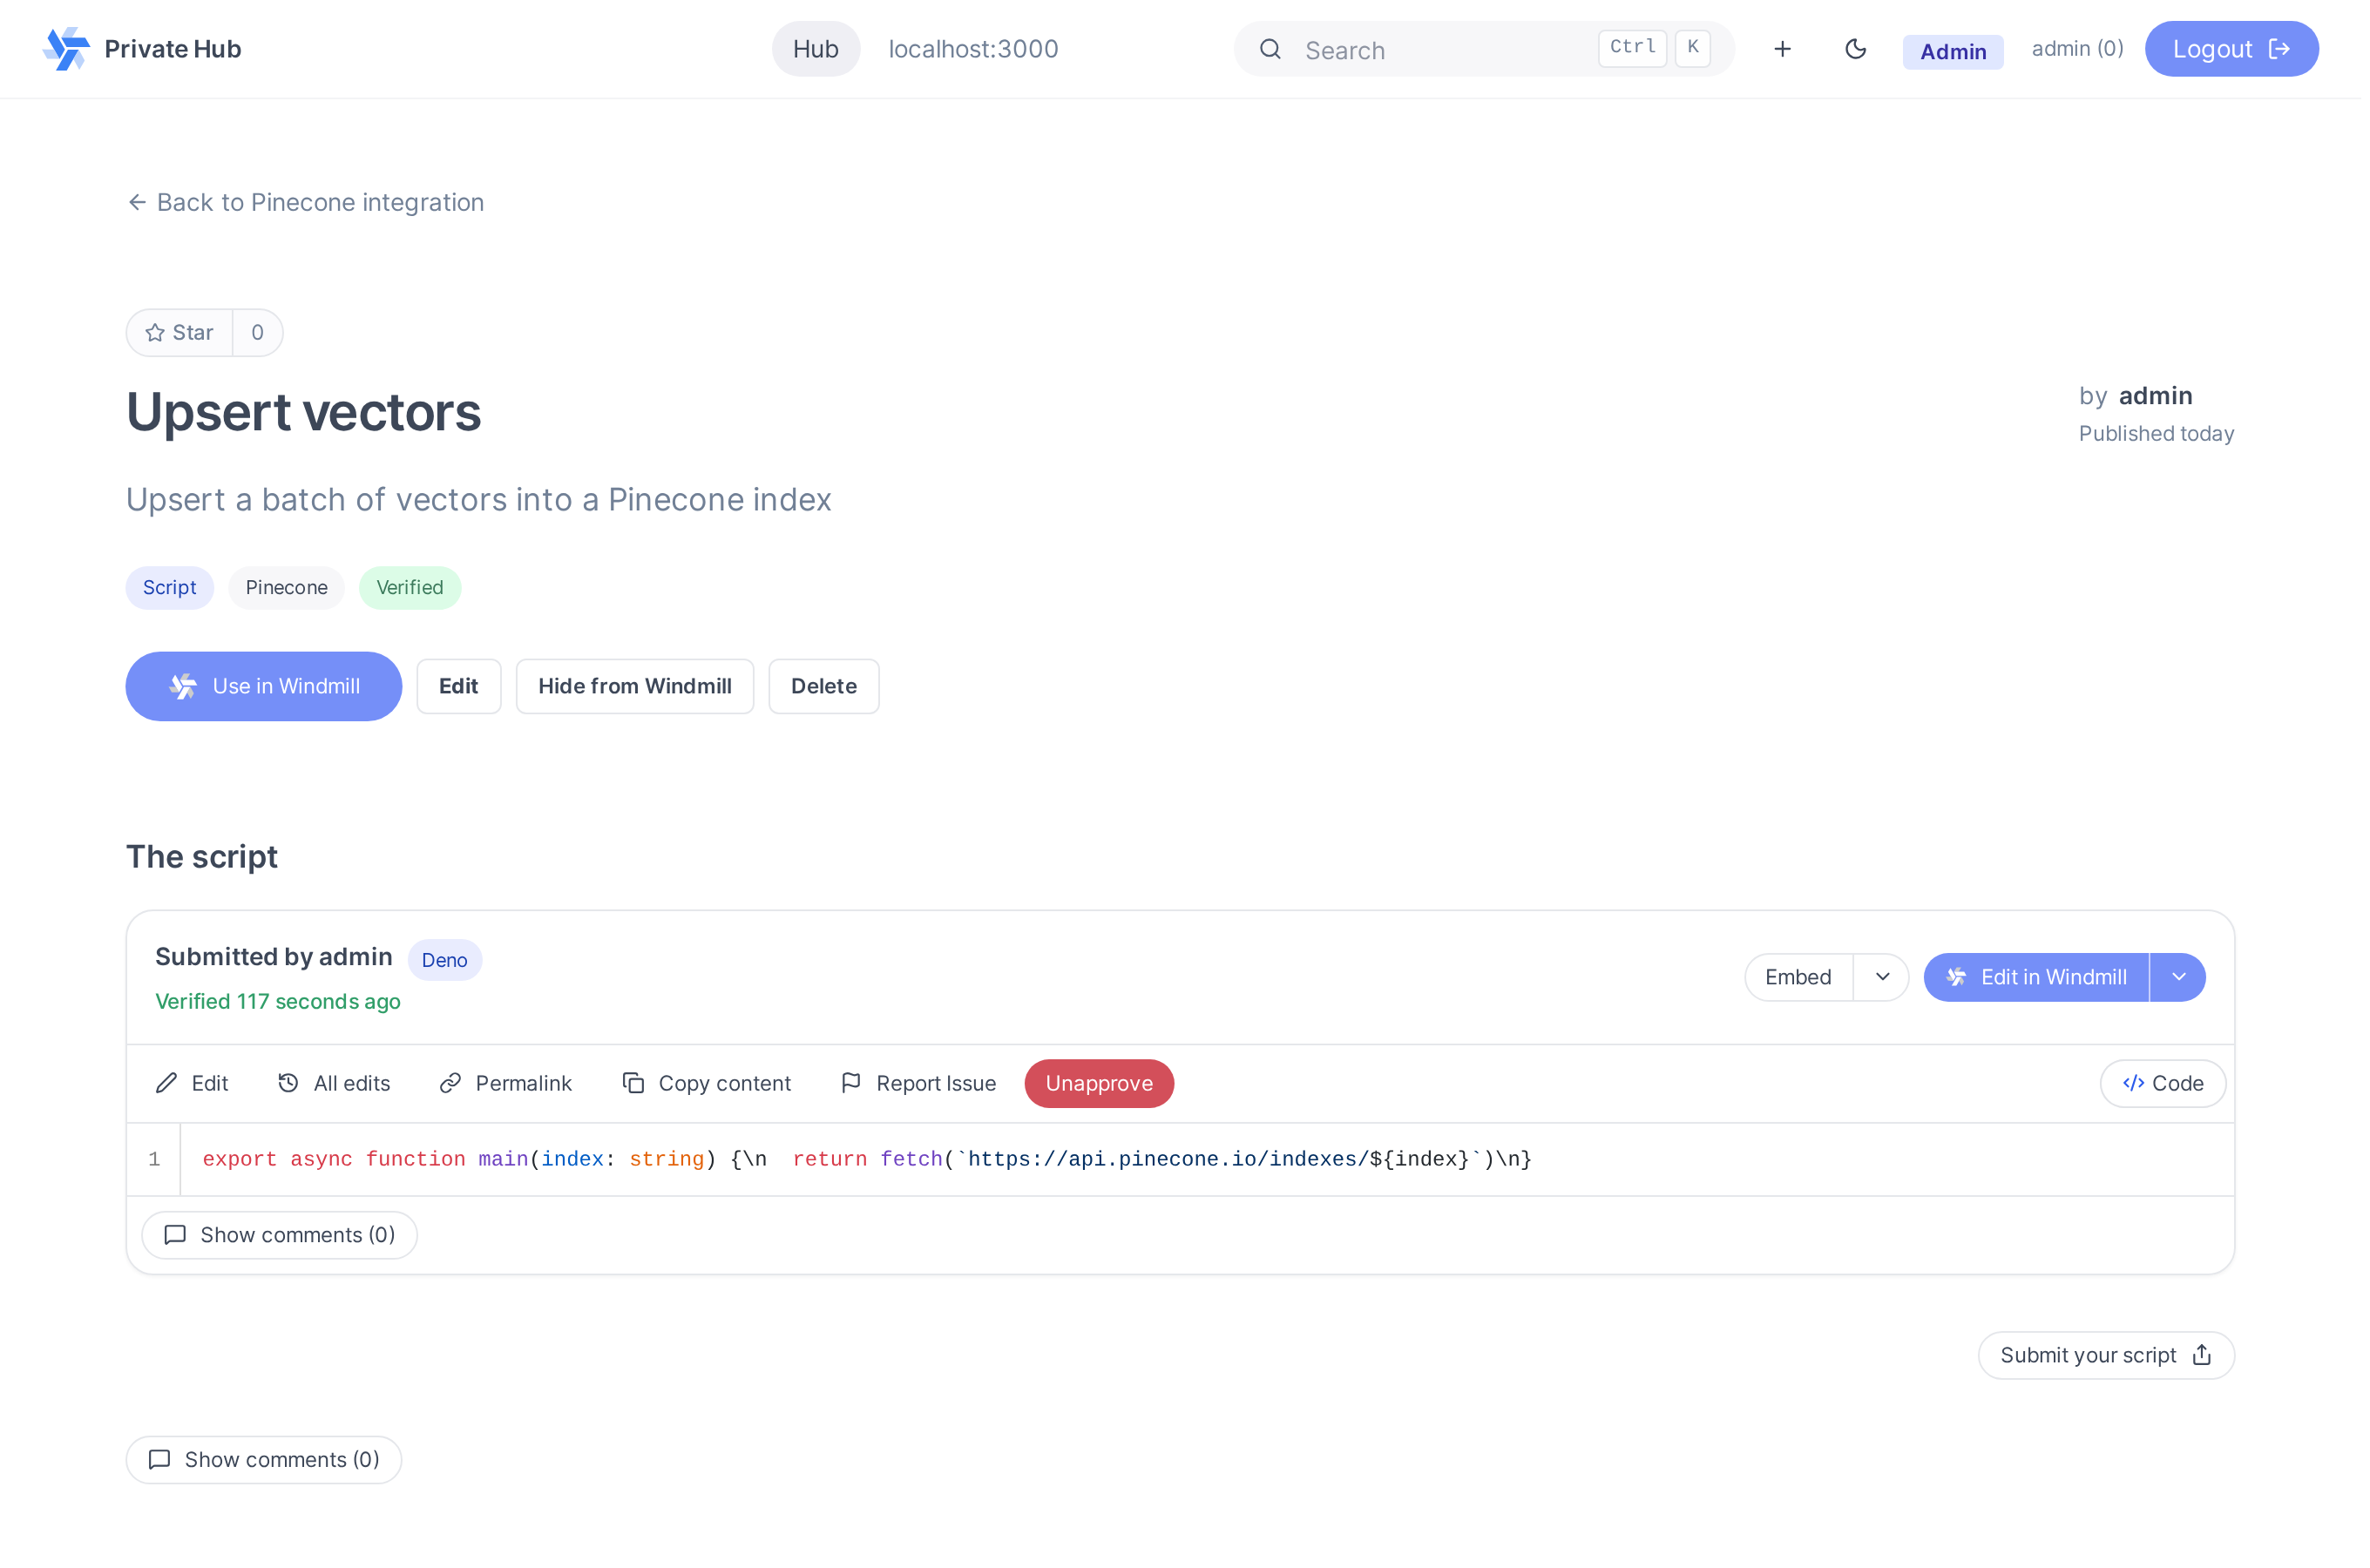 Private Hub
Hub
localhost:3000
Search
Ctrl
K
Admin
admin (0)
Logout
Back to Pinecone integration
Star
0
Upsert vectors
by admin
Published today
Upsert a batch of vectors into a Pinecone index
Script
Pinecone
Verified
Use in Windmill
Edit
Hide from Windmill
Delete
The script
Submitted by admin
Deno
Verified 117 seconds ago
Embed
Edit in Windmill
Edit
All edits
Permalink
Copy content
Report Issue
Unapprove
</> Code
1
export async function main(index: string) {\n  return fetch(`https://api.pinecone.io/indexes/${index}`)\n}
Show comments (0)
Submit your script
Show comments (0)